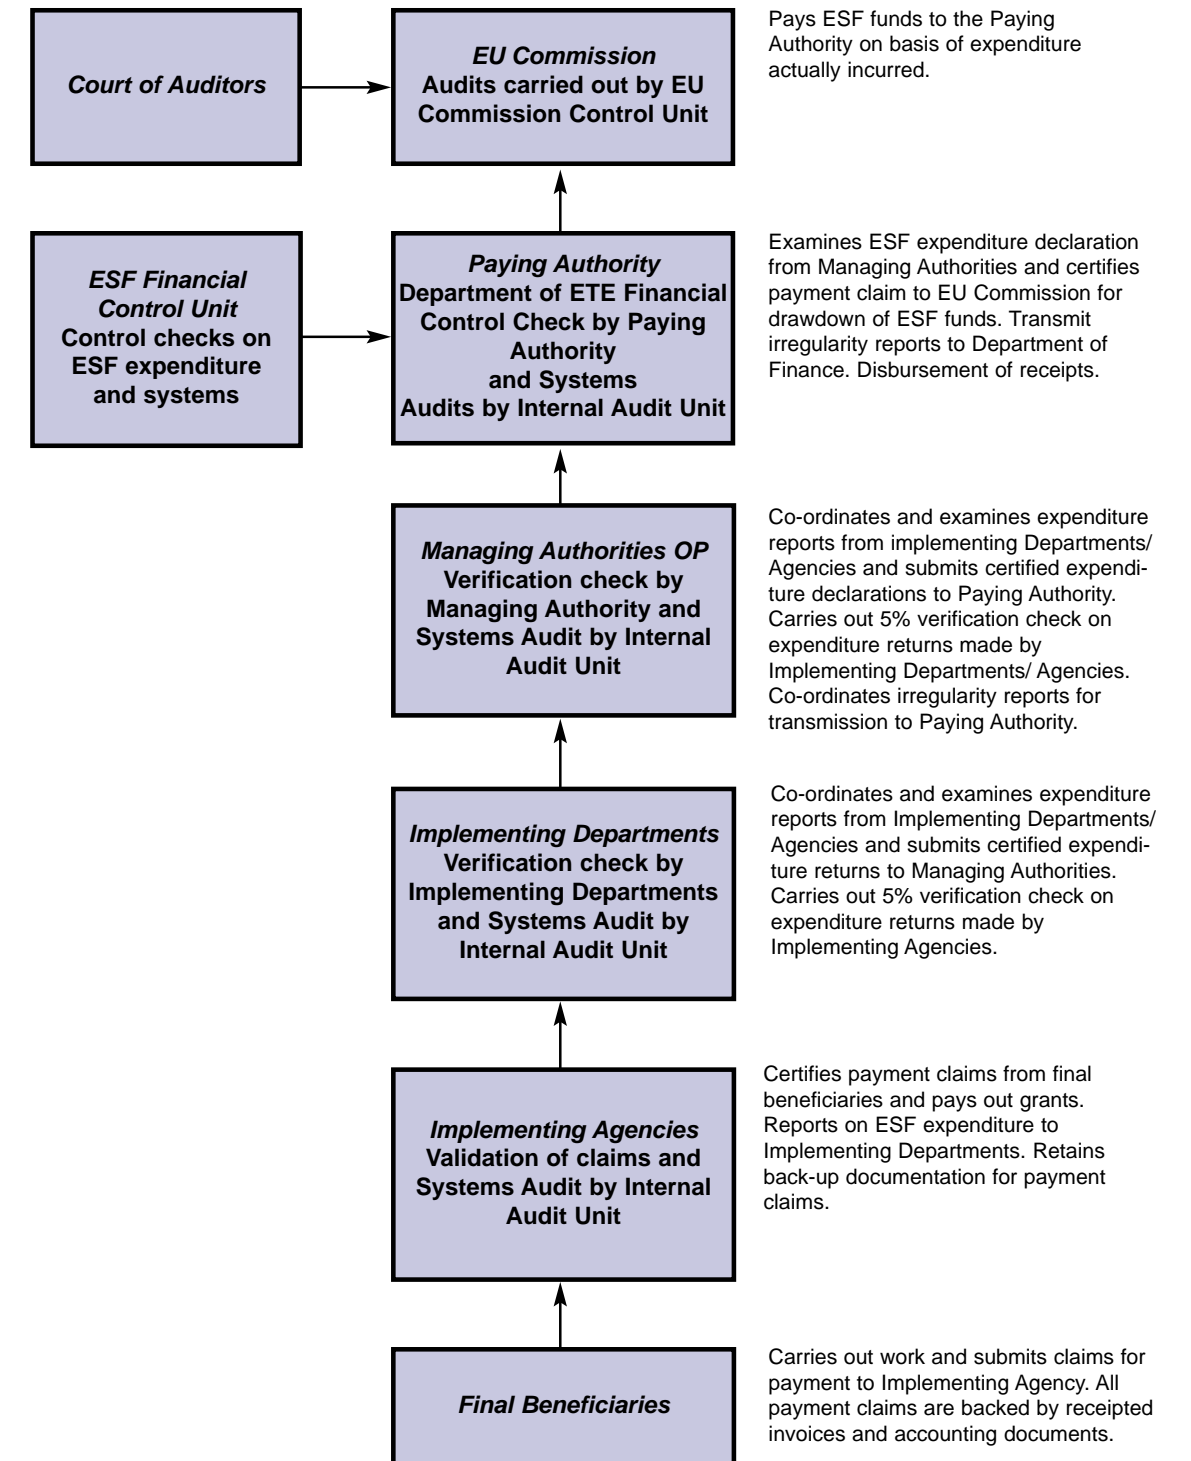 Court of Auditors
EU Commission
Audits carried out by EU
Commission Control Unit
Pays ESF funds to the Paying
Authority on basis of expenditure
actually incurred.
ESF Financial
Control Unit
Control checks on
ESF expenditure
and systems
Paying Authority
Department of ETE Financial
Control Check by Paying
Authority
and Systems
Audits by Internal Audit Unit
Examines ESF expenditure declaration
from Managing Authorities and certifies
payment claim to EU Commission for
drawdown of ESF funds. Transmit
irregularity reports to Department of
Finance. Disbursement of receipts.
Managing Authorities OP
Verification check by
Managing Authority and
Systems Audit by Internal
Audit Unit
Co-ordinates and examines expenditure
reports from implementing Departments/
Agencies and submits certified expendi-
ture declarations to Paying Authority.
Carries out 5% verification check on
expenditure returns made by
Implementing Departments/ Agencies.
Co-ordinates irregularity reports for
transmission to Paying Authority.
Implementing Departments
Verification check by
Implementing Departments
and Systems Audit by
Internal Audit Unit
Co-ordinates and examines expenditure
reports from Implementing Departments/
Agencies and submits certified expendi-
ture returns to Managing Authorities.
Carries out 5% verification check on
expenditure returns made by
Implementing Agencies.
Implementing Agencies
Validation of claims and
Systems Audit by Internal
Audit Unit
Certifies payment claims from final
beneficiaries and pays out grants.
Reports on ESF expenditure to
Implementing Departments. Retains
back-up documentation for payment
claims.
Final Beneficiaries
Carries out work and submits claims for
payment to Implementing Agency. All
payment claims are backed by receipted
invoices and accounting documents.